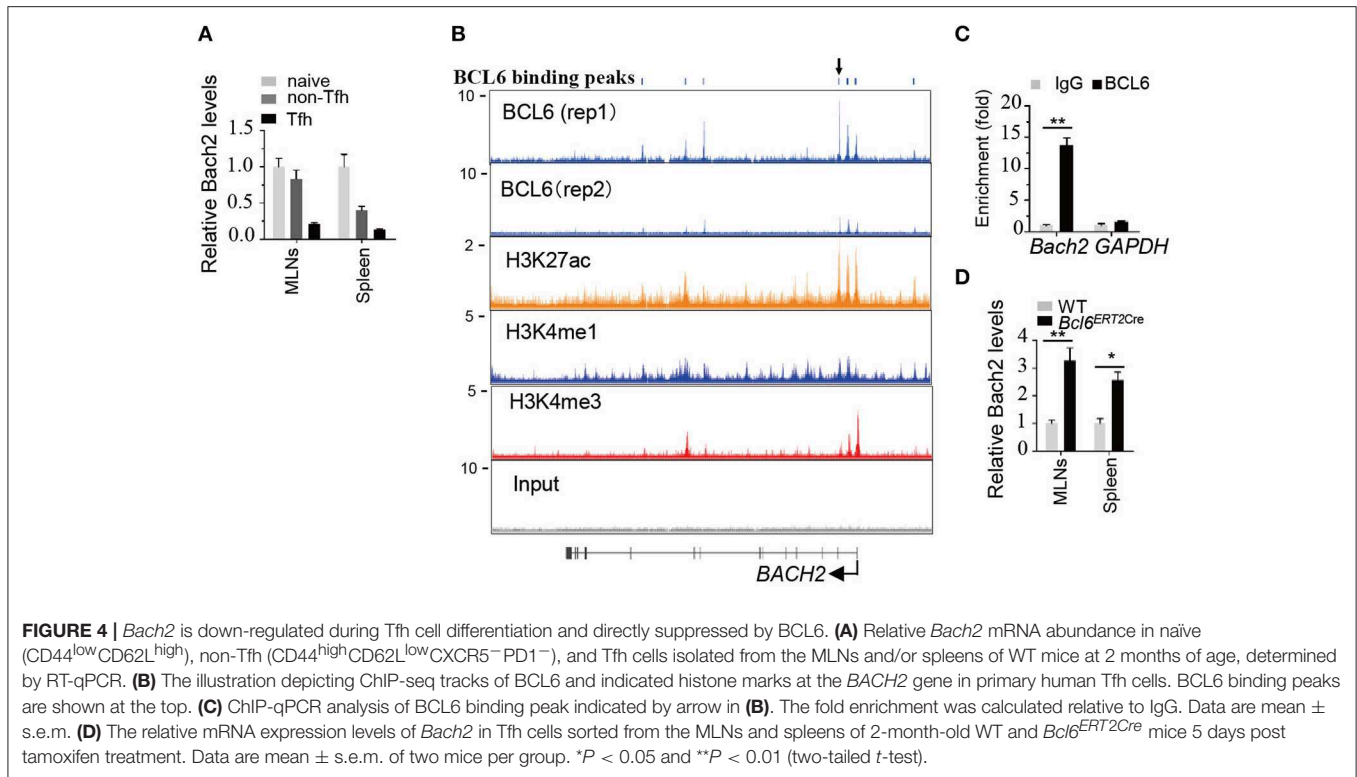 A
naive
non-Tfh
Tfh
Relative Bach2 levels
1.5
1.0
0.5
0.0
MLNs
Spleen
B
BCL6 binding peaks
10
BCL6 (rep1)
10
BCL6(rep2)
2
H3K27ac
5
H3K4me1
5
H3K4me3
10
Input
BACH2
C
IgG BCL6
Enrichment (fold)
20
15
10
5
0
**
Bach2 GAPDH
D
WT
Bcl6ERT2Cre
Relative Bach2 levels
4
3
2
1
0
**
*
MLNs
Spleen
FIGURE 4 | Bach2 is down-regulated during Tfh cell differentiation and directly suppressed by BCL6. (A) Relative Bach2 mRNA abundance in naïve
(CD44lowCD62Lhigh), non-Tfh (CD44highCD62LlowCXCR5−PD1−), and Tfh cells isolated from the MLNs and/or spleens of WT mice at 2 months of age, determined
by RT-qPCR. (B) The illustration depicting ChIP-seq tracks of BCL6 and indicated histone marks at the BACH2 gene in primary human Tfh cells. BCL6 binding peaks
are shown at the top. (C) ChIP-qPCR analysis of BCL6 binding peak indicated by arrow in (B). The fold enrichment was calculated relative to IgG. Data are mean ±
s.e.m. (D) The relative mRNA expression levels of Bach2 in Tfh cells sorted from the MLNs and spleens of 2-month-old WT and Bcl6ERT2Cre mice 5 days post
tamoxifen treatment. Data are mean ± s.e.m. of two mice per group. *P < 0.05 and **P < 0.01 (two-tailed t-test).